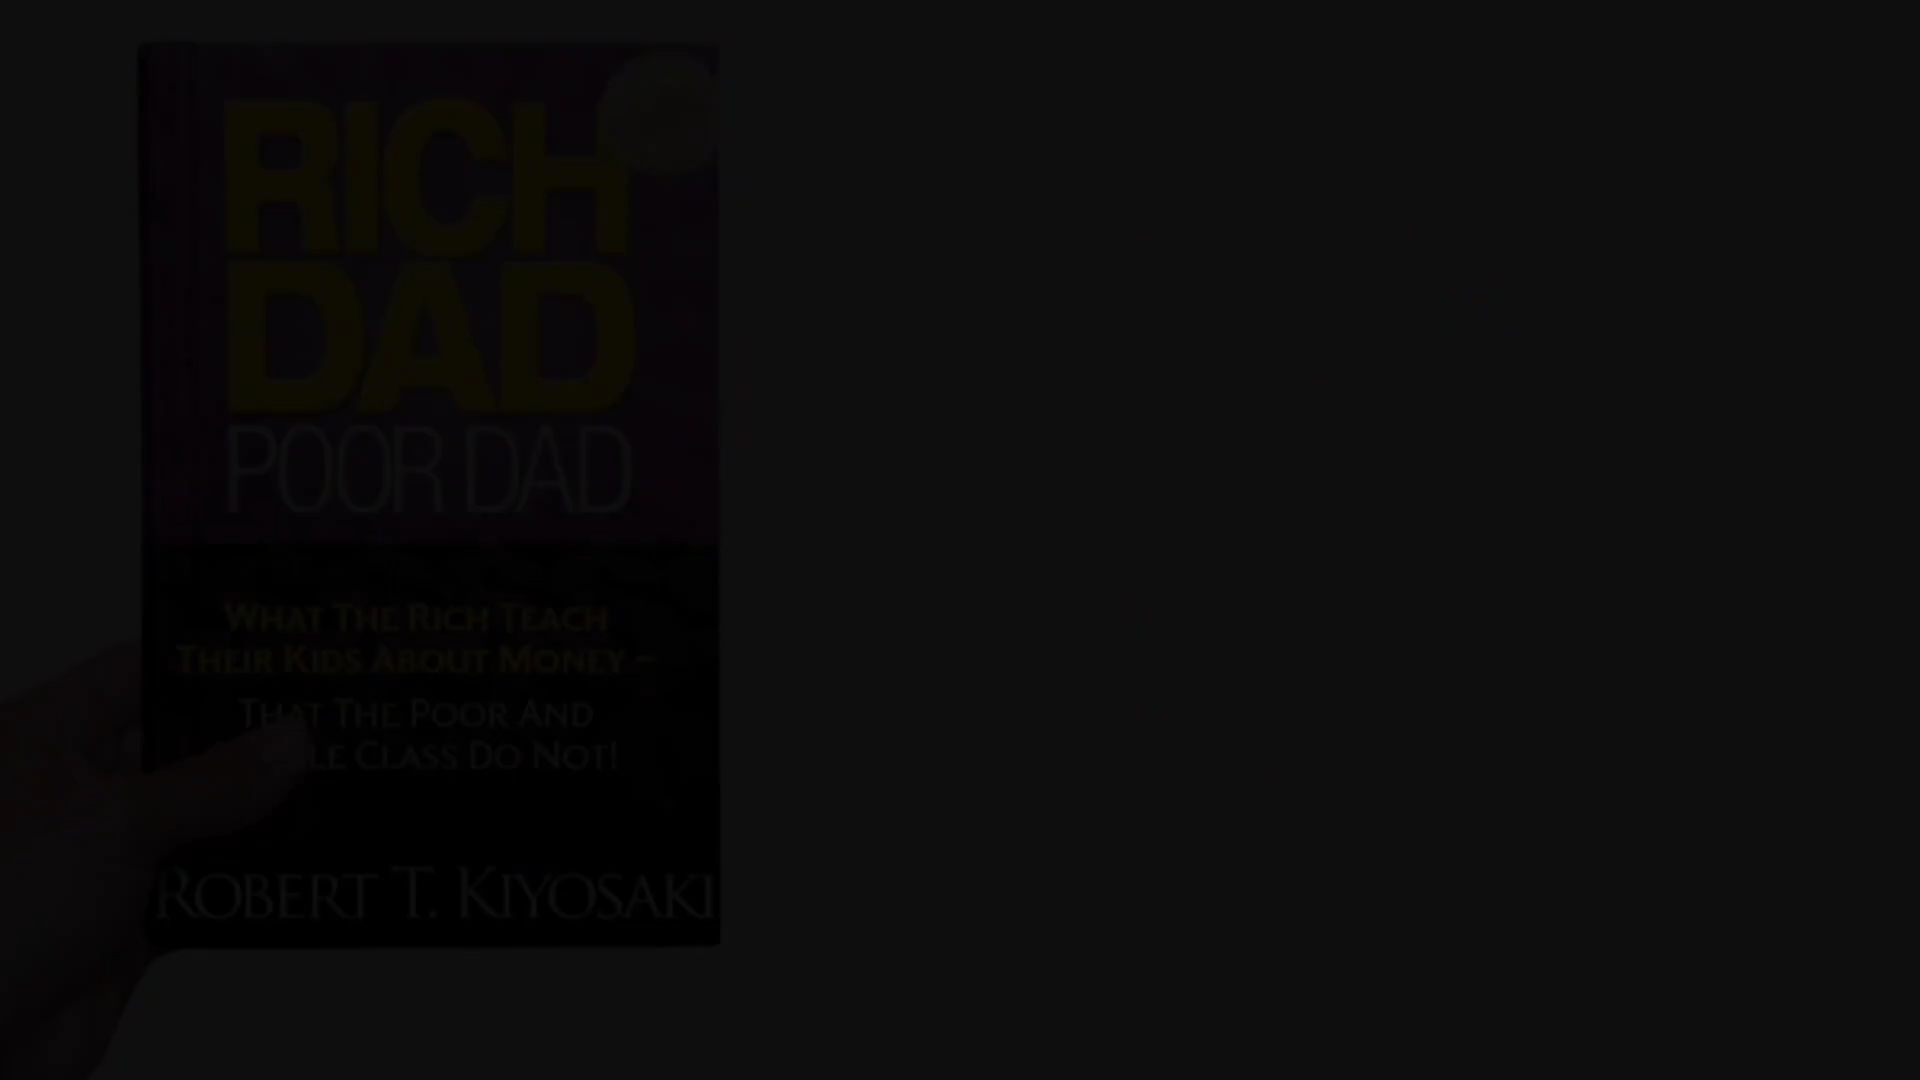 RICH
DAD
POOR DAD
WHAT THE RICH TEACH
THEIR KIDS ABOUT MONEY –
THAT THE POOR AND
LE CLASS DO NOT!
ROBERT T. KIYOSAKI